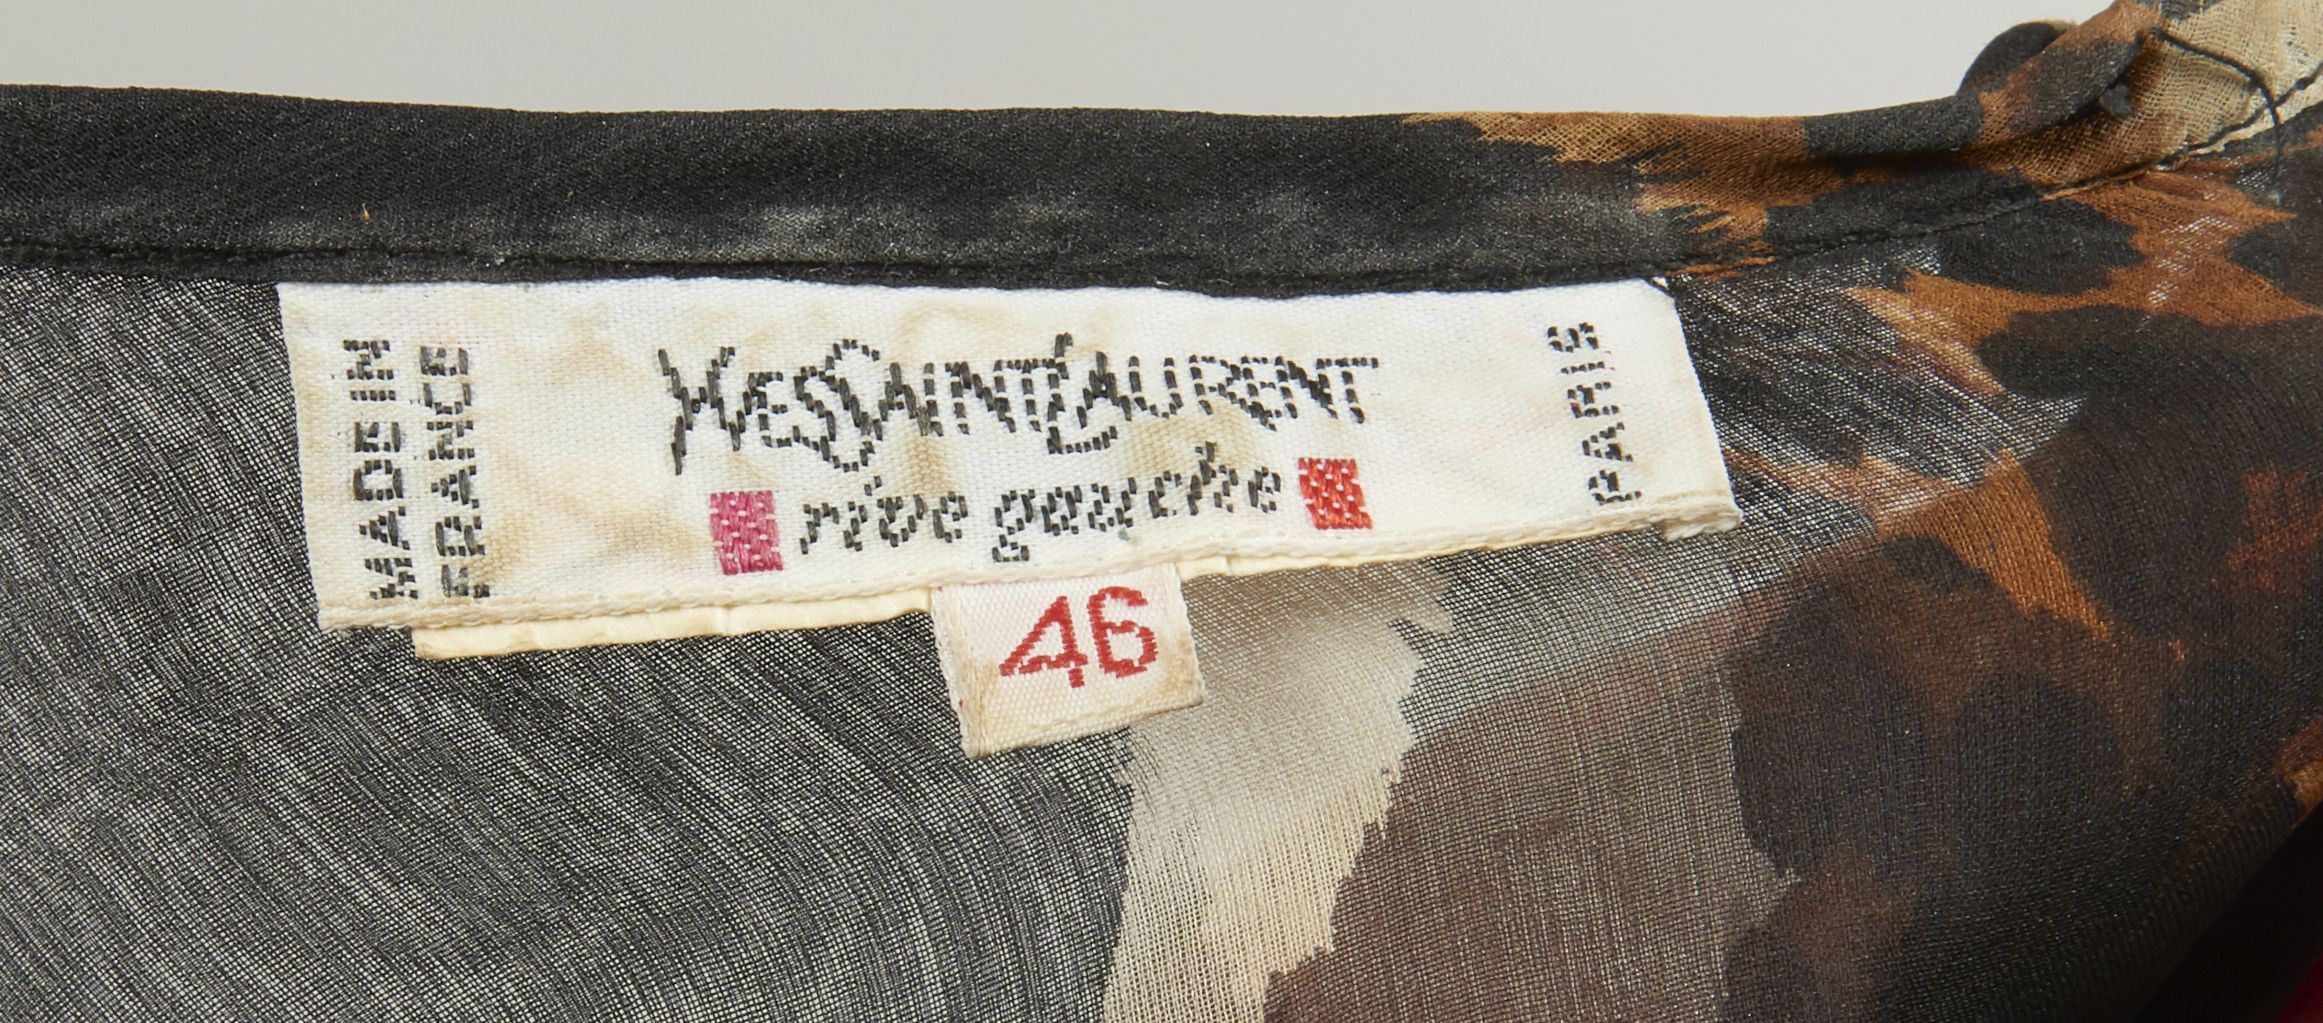 MADE IN
FRANCE
YVES SAINT LAURENT
rive gauche
PARIS
46